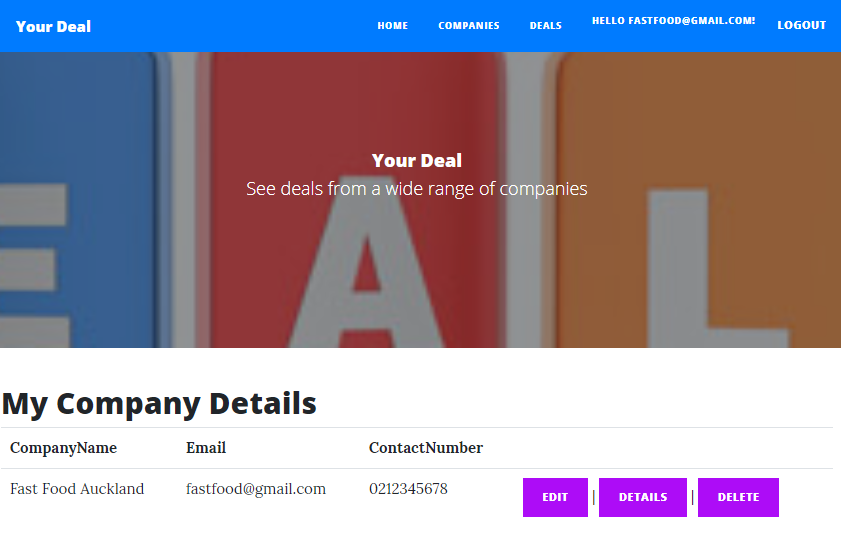 Your Deal HOME COMPANIES DEALS HELLO FASTFOOD@GMAIL.COM! LOGOUT
E A L
Your Deal
See deals from a wide range of companies
My Company Details
CompanyName Email ContactNumber
Fast Food Auckland fastfood@gmail.com 0212345678 EDIT | DETAILS | DELETE